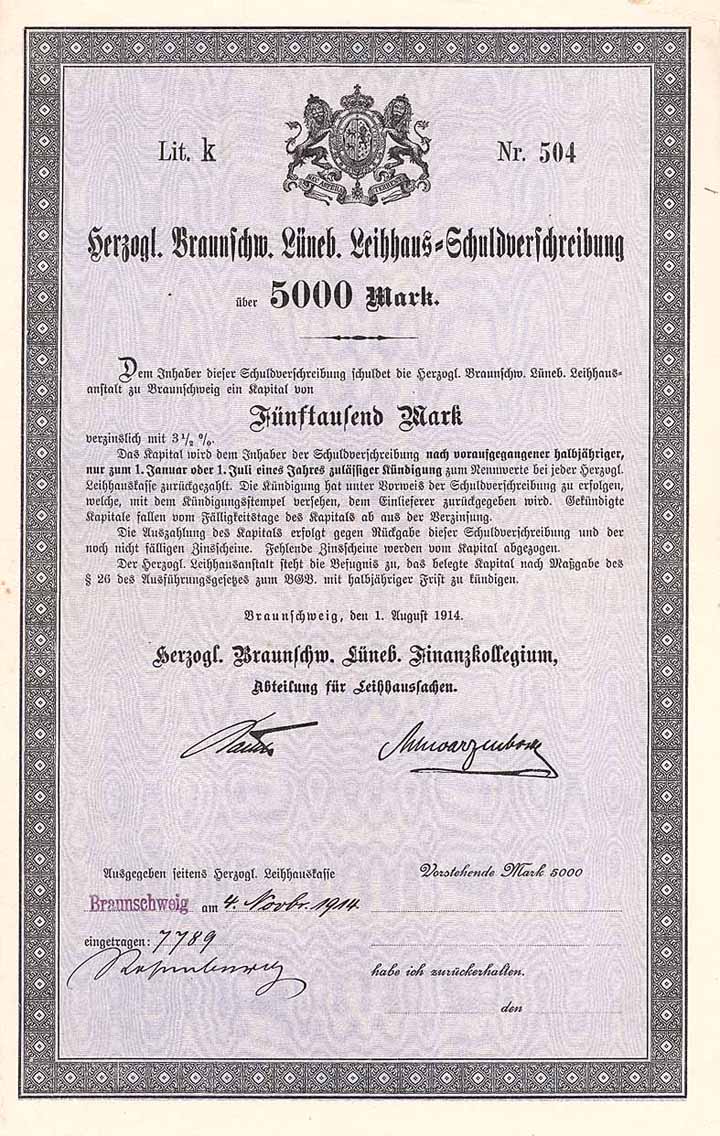 Lit. k
Nr. 504
NEC ASPERA TERRENT
Herzogl. Braunschw. Lüneb. Leihhaus-Schuldverschreibung
über 5000 Mark.
Dem Inhaber dieser Schuldverschreibung schuldet die Herzogl. Braunschw. Lüneb. Leihhaus-
anstalt zu Braunschweig ein Kapital von
Fünftausend Mark
verzinslich mit 3 1/2 %.
Das Kapital wird dem Inhaber der Schuldverschreibung nach voraufgegangener halbjähriger,
nur zum 1. Januar oder 1. Juli eines Jahres zulässiger Kündigung zum Nennwerte bei jeder Herzogl.
Leihhauskasse zurückgezahlt. Die Kündigung hat unter Vorweis der Schuldverschreibung zu erfolgen,
welche, mit dem Kündigungsstempel versehen, dem Einlieferer zurückgegeben wird. Gekündigte
Kapitale fallen vom Fälligkeitstage des Kapitals ab aus der Verzinsung.
Die Auszahlung des Kapitals erfolgt gegen Rückgabe dieser Schuldverschreibung und der
noch nicht fälligen Zinsscheine. Fehlende Zinsscheine werden vom Kapital abgezogen.
Der Herzogl. Leihhausanstalt steht die Befugnis zu, das belegte Kapital nach Maßgabe des
§ 26 des Ausführungsgesetzes zum BGB. mit halbjähriger Frist zu kündigen.
Braunschweig, den 1. August 1914.
Herzogl. Braunschw. Lüneb. Finanzkollegium,
Abteilung für Leihhaussachen.
Ausgegeben seitens Herzogl. Leihhauskasse
Braunschweig am 4. Novbr. 1914
eingetragen: 7789
Vorstehende Mark 5000
habe ich zurückerhalten.
den